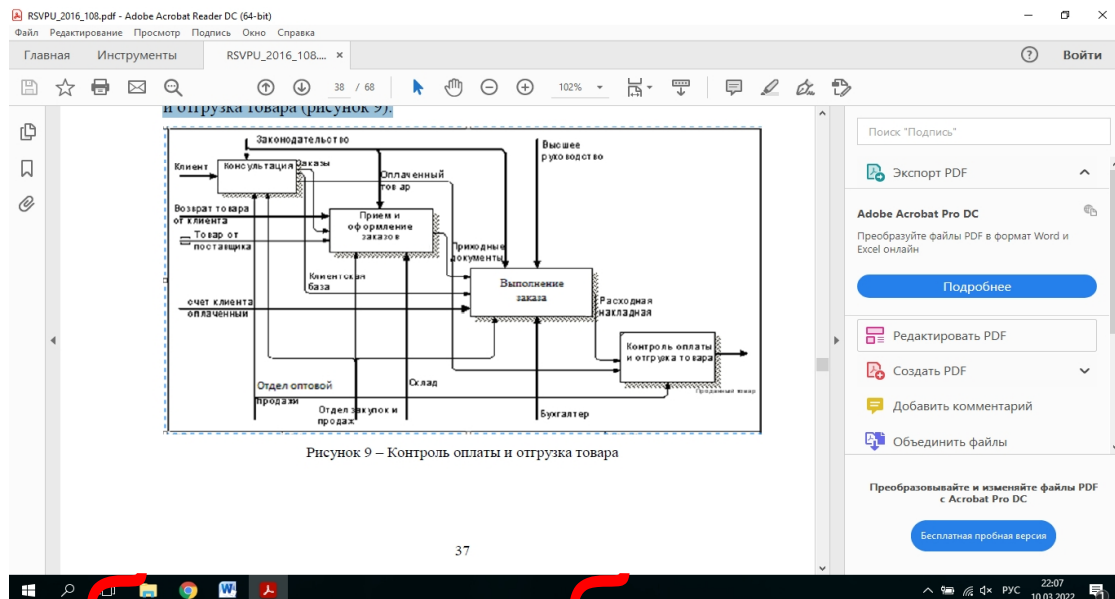 RSVPU_2016_108.pdf - Adobe Acrobat Reader DC (64-bit)
Файл Редактирование Просмотр Подпись Окно Справка
Главная Инструменты RSVPU_2016_108.... × Войти
38 / 68 102%
и отгрузка товара (рисунок 9).
Законодательство
Высшее
руководство
Клиент
Консультация
Заказы
Оплаченный
товар
Возврат товара
от клиента
Товар от
поставщика
Прием и
оформление
заказов
Приходные
документы
Клиентская
база
Выполнение
заказа
счет клиента
оплаченный
Расходная
накладная
Контроль оплаты
и отгрузка товара
Проданный товар
Отдел оптовой
продажи
Склад
Отдел закупок и
продаж
Бухгалтер
Рисунок 9 – Контроль оплаты и отгрузка товара
37
Поиск "Подпись"
Экспорт PDF
Adobe Acrobat Pro DC
Преобразуйте файлы PDF в формат Word и
Excel онлайн
Подробнее
Редактировать PDF
Создать PDF
Добавить комментарий
Объединить файлы
Преобразовывайте и изменяйте файлы PDF
с Acrobat Pro DC
Бесплатная пробная версия
РУС 22:07
10.03.2022